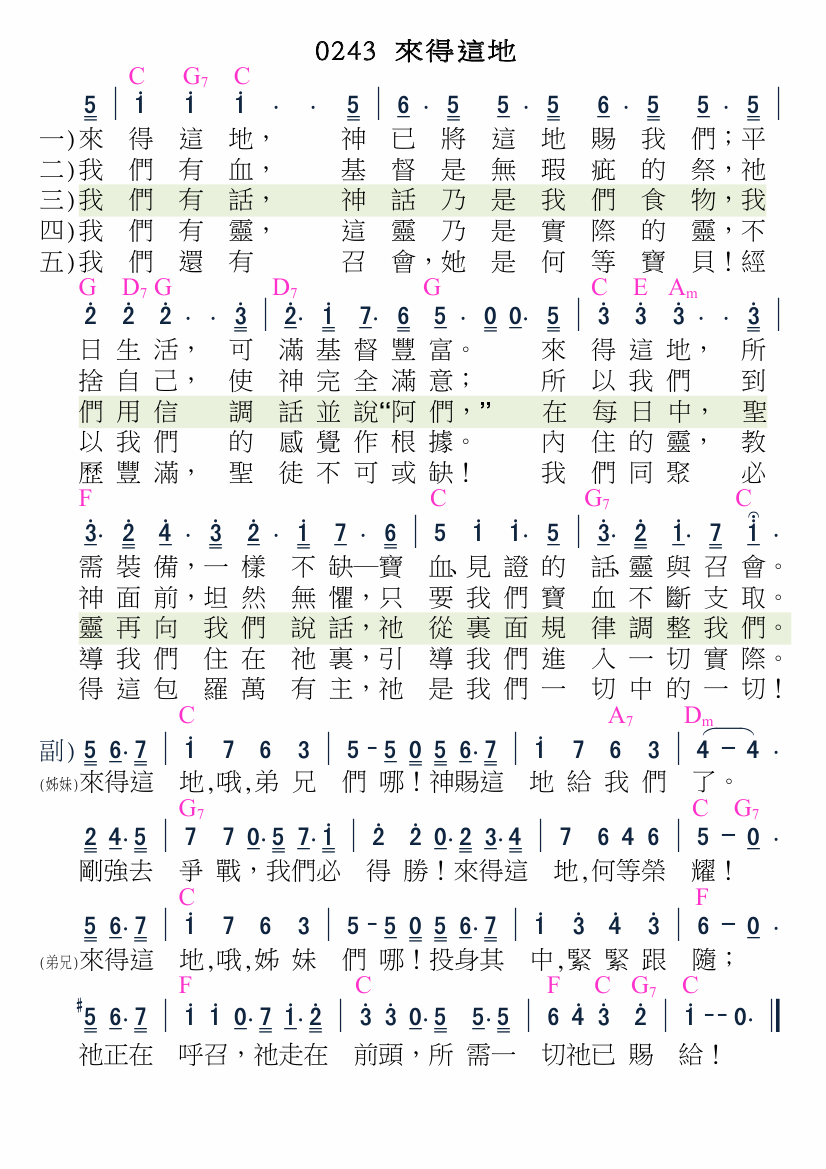 0243 來得這地
C G7 C
5 | 1 1 1 . . 5 | 6 . 5 5 . 5 6 . 5 5 . 5 |
一)來 得 這 地， 神 已 將 這 地 賜 我 們；平
二)我 們 有 血， 基 督 是 無 瑕 疵 的 祭，祂
三)我 們 有 話， 神 話 乃 是 我 們 食 物，我
四)我 們 有 靈， 這 靈 乃 是 實 際 的 靈，不
五)我 們 還 有 召 會，她 是 何 等 寶 貝！經
G D7 G D7 G C E Am
2 2 2 . . 3 | 2. 1 7. 6 5 . 0 0. 5 | 3 3 3 . . 3 |
日 生 活， 可 滿 基 督 豐 富。 來 得 這 地， 所
捨 自 己， 使 神 完 全 滿 意； 所 以 我 們 到
們 用 信 調 話 並 說“阿 們，” 在 每 日 中， 聖
以 我 們 的 感 覺 作 根 據。 內 住 的 靈， 教
歷 豐 滿， 聖 徒 不 可 或 缺！ 我 們 同 聚 必
F C G7 C
3. 2 4 . 3 2 . 1 7 . 6 | 5 1 1. 5 | 3. 2 1. 7 1 .
需 裝 備，一 樣 不 缺—寶 血、見 證 的 話、靈 與 召 會。
神 面 前，坦 然 無 懼，只 要 我 們 寶 血 不 斷 支 取。
靈 再 向 我 們 說 話，祂 從 裏 面 規 律 調 整 我 們。
導 我 們 住 在 祂 裏，引 導 我 們 進 入 一 切 實 際。
得 這 包 羅 萬 有 主，祂 是 我 們 一 切 中 的 一 切！
C A7 Dm
副) 5 6. 7 | 1 7 6 3 | 5 - 5 0 5 6. 7 | 1 7 6 3 | 4 - 4 .
(姊妹)來得這 地,哦,弟 兄 們 哪！神賜這 地 給 我 們 了。
G7 C G7
2 4. 5 | 7 7 0. 5 7. 1 | 2 2 0. 2 3. 4 | 7 6 4 6 | 5 - 0 .
剛強去 爭 戰，我們必 得 勝！來得這 地,何等榮 耀！
C F
5 6. 7 | 1 7 6 3 | 5 - 5 0 5 6. 7 | 1 3 4 3 | 6 - 0 .
(弟兄)來得這 地,哦,姊 妹 們 哪！投身其 中,緊 緊 跟 隨；
F C F C G7 C
#5 6. 7 | 1 1 0. 7 1. 2 | 3 3 0. 5 5. 5 | 6 4 3 2 | 1 - - 0. ‖
祂正在 呼召，祂走在 前頭，所 需一 切祂已 賜 給！